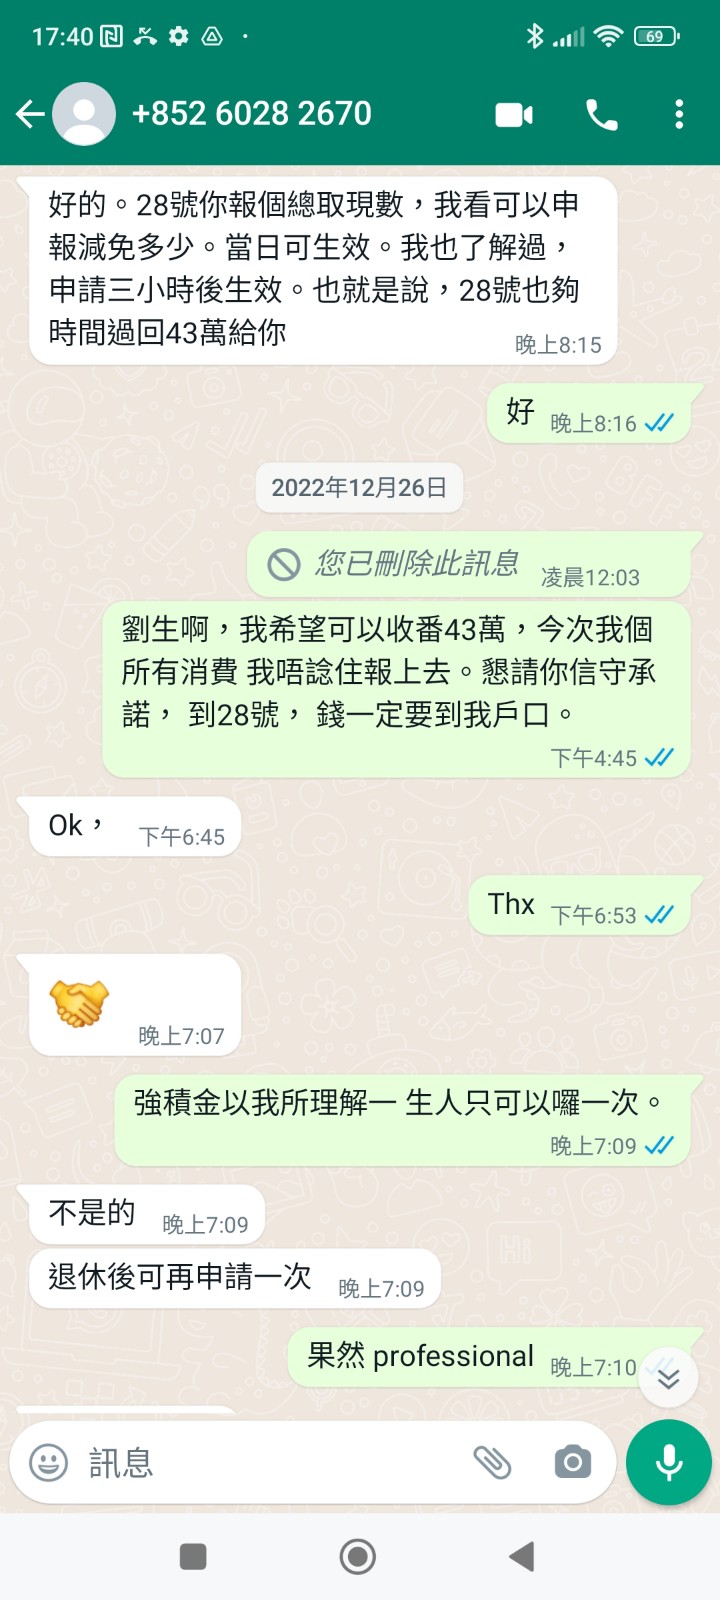 17:40
69
+852 6028 2670
好的。28號你報個總取現數，我看可以申
報減免多少。當日可生效。我也了解過，
申請三小時後生效。也就是說，28號也夠
時間過回43萬給你
晚上8:15
好 晚上8:16
2022年12月26日
您已刪除此訊息 凌晨12:03
劉生啊，我希望可以收番43萬，今次我個
所有消費 我唔諗住報上去。懇請你信守承
諾， 到28號， 錢一定要到我戶口。
下午4:45
Ok， 下午6:45
Thx 下午6:53
晚上7:07
強積金以我所理解一 生人只可以囉一次。
晚上7:09
不是的 晚上7:09
退休後可再申請一次 晚上7:09
果然 professional 晚上7:10
訊息